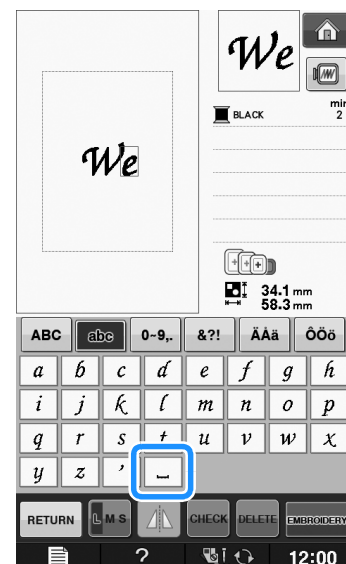 We
We
min
BLACK 2
34.1 mm
58.3 mm
ABC abc 0~9,. &?! ÄÅä ÔÖö
a b c d e f g h
i j k l m n o p
q r s t u v w x
y z ' ␣
RETURN L M S CHECK DELETE EMBROIDERY
? 12:00